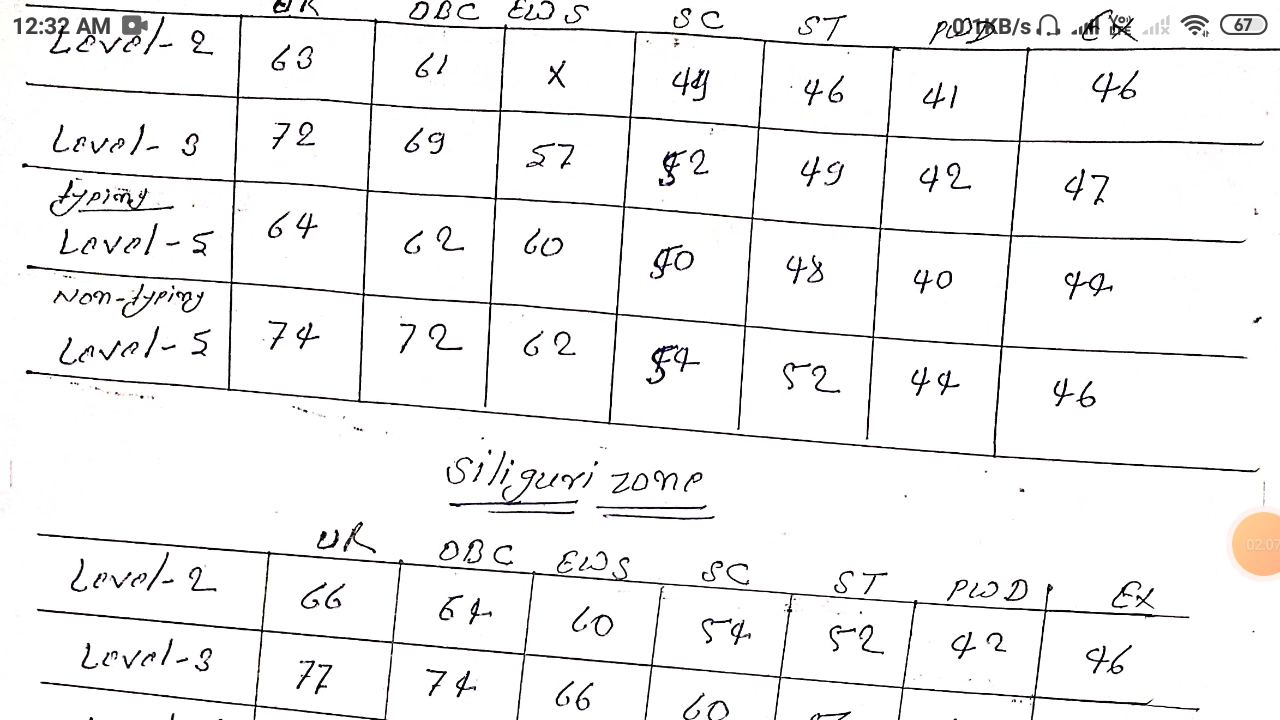 UR OBC EWS SC ST PWD EX
12:32 AM 67
Level-2 63 61 X 49 46 41 46
Level-3 72 69 57 52 49 42 47
typing
Level-5 64 62 60 50 48 40 44
Non-typing
Level-5 74 72 62 54 52 44 46
Siliguri zone
UR OBC EWS SC ST PWD EX
Level-2 66 64 60 54 52 42 46
02:07
Level-3 77 74 66 60